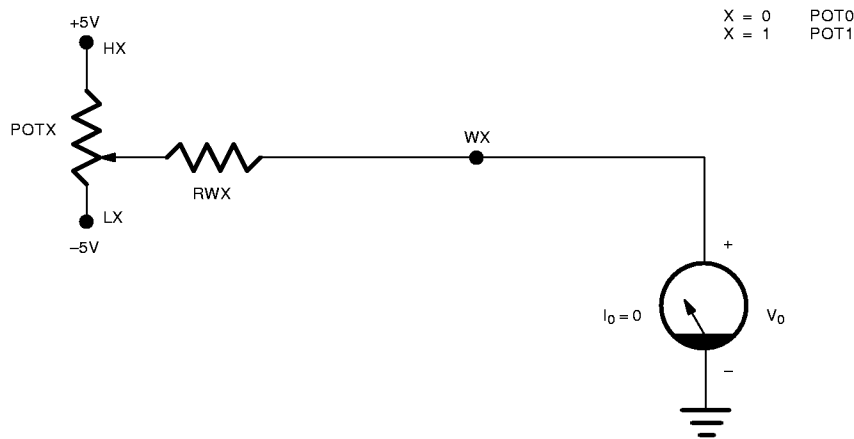 X = 0 POT0
X = 1 POT1
+5V
HX
POTX
RWX
WX
LX
–5V
+
I₀ = 0
V₀
–